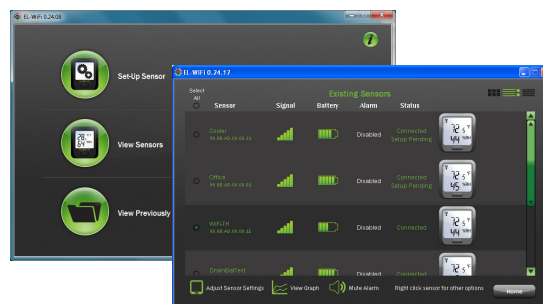 EL-WiFi 0.24.08
Set-Up Sensor
View Sensors
View Previously
EL-WiFi 0.24.17
Select All
Existing Sensors
Sensor Signal Battery Alarm Status
Cooler Disabled Connected
Setup Pending
Office Disabled Connected
Setup Pending
WiFi-TH Disabled Connected
Disabled Connected
Adjust Sensor Settings View Graph Mute Alarm Right click sensor for other options Home